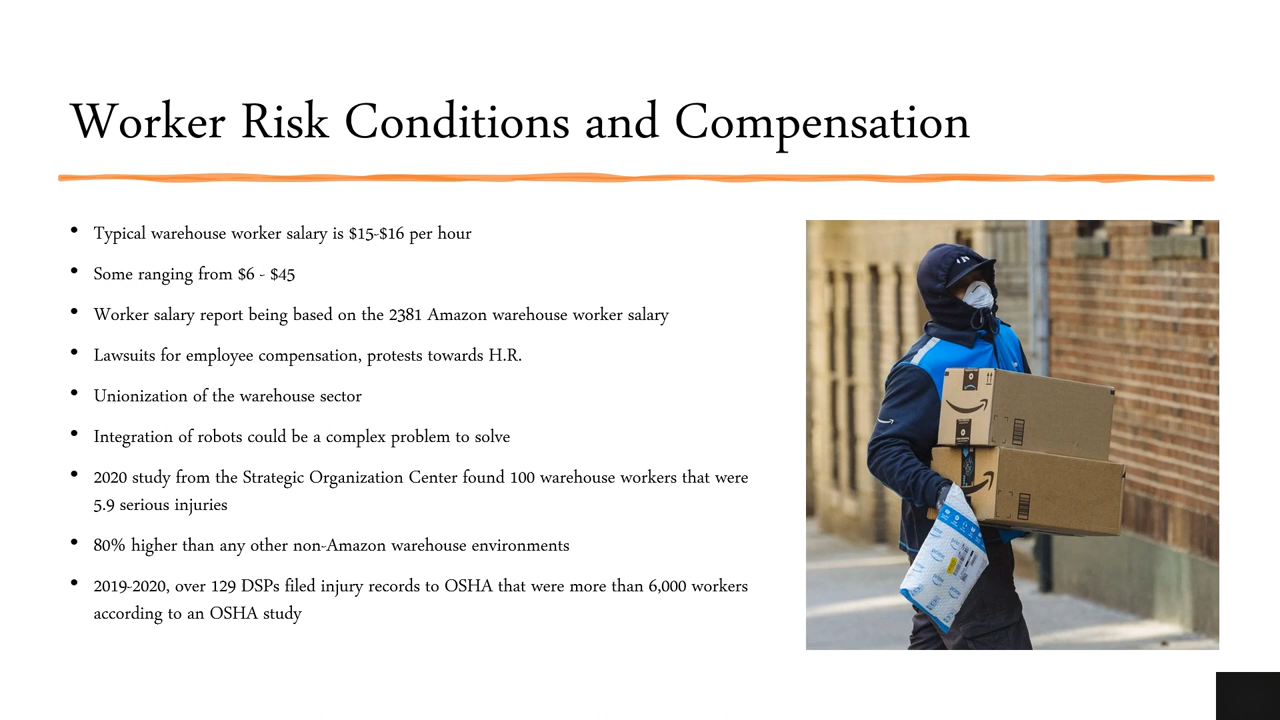 Worker Risk Conditions and Compensation
• Typical warehouse worker salary is $15-$16 per hour
• Some ranging from $6 - $45
• Worker salary report being based on the 2381 Amazon warehouse worker salary
• Lawsuits for employee compensation, protests towards H.R.
• Unionization of the warehouse sector
• Integration of robots could be a complex problem to solve
• 2020 study from the Strategic Organization Center found 100 warehouse workers that were
5.9 serious injuries
• 80% higher than any other non-Amazon warehouse environments
• 2019-2020, over 129 DSPs filed injury records to OSHA that were more than 6,000 workers
according to an OSHA study